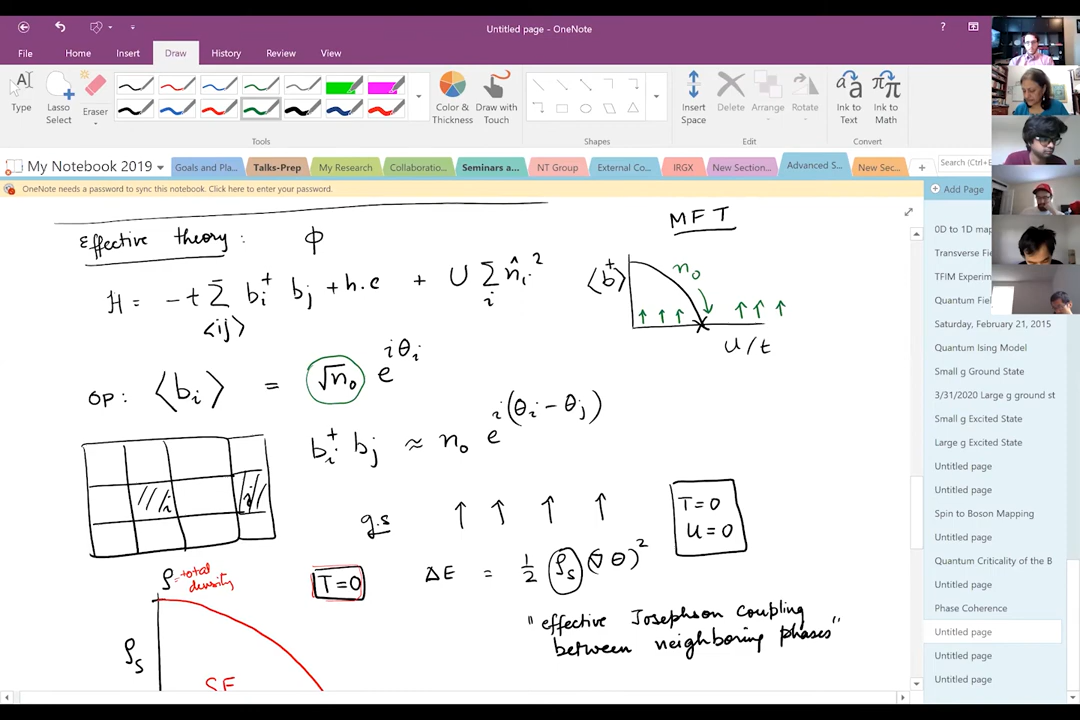 Untitled page - OneNote
File Home Insert Draw History Review View
Type
Lasso Select
Eraser
Color & Thickness
Draw with Touch
Insert Space
Delete
Arrange
Rotate
Ink to Text
Ink to Math
Tools
Shapes
Edit
Convert
My Notebook 2019
Goals and Pla...
Talks-Prep
My Research
Collaboratio...
Seminars a...
NT Group
External Co...
IRGX
New Section...
Advanced S...
New Sec...
Search (Ctrl+E
OneNote needs a password to sync this notebook. Click here to enter your password.
Add Page
0D to 1D map
Transverse F
TFIM Experim
Quantum Fiel
Saturday, February 21, 2015
Quantum Ising Model
Small g Ground State
3/31/2020 Large g ground st
Small g Excited State
Large g Excited State
Untitled page
Untitled page
Spin to Boson Mapping
Untitled page
Quantum Criticality of the B
Untitled page
Phase Coherence
Untitled page
Untitled page
Untitled page
Effective theory : ϕ
MFT
H = -t Σ b_i^+ b_j + h.c + U Σ n̂_i^2
<ij> i
<b^+>
n_0
↑ ↑ ↑ ↑ ↑ ↑
U/t
OP: <b_i> = √n_0 e^{iθ_i}
b_i^+ b_j ≈ n_0 e^{i(θ_i - θ_j)}
i
i
g.s ↑ ↑ ↑ ↑
T=0
U=0
ρ=total density
T=0
ΔE = 1/2 ρ_s (∇θ)^2
"effective Josephson coupling
between neighboring phases"
ρ_s
SF